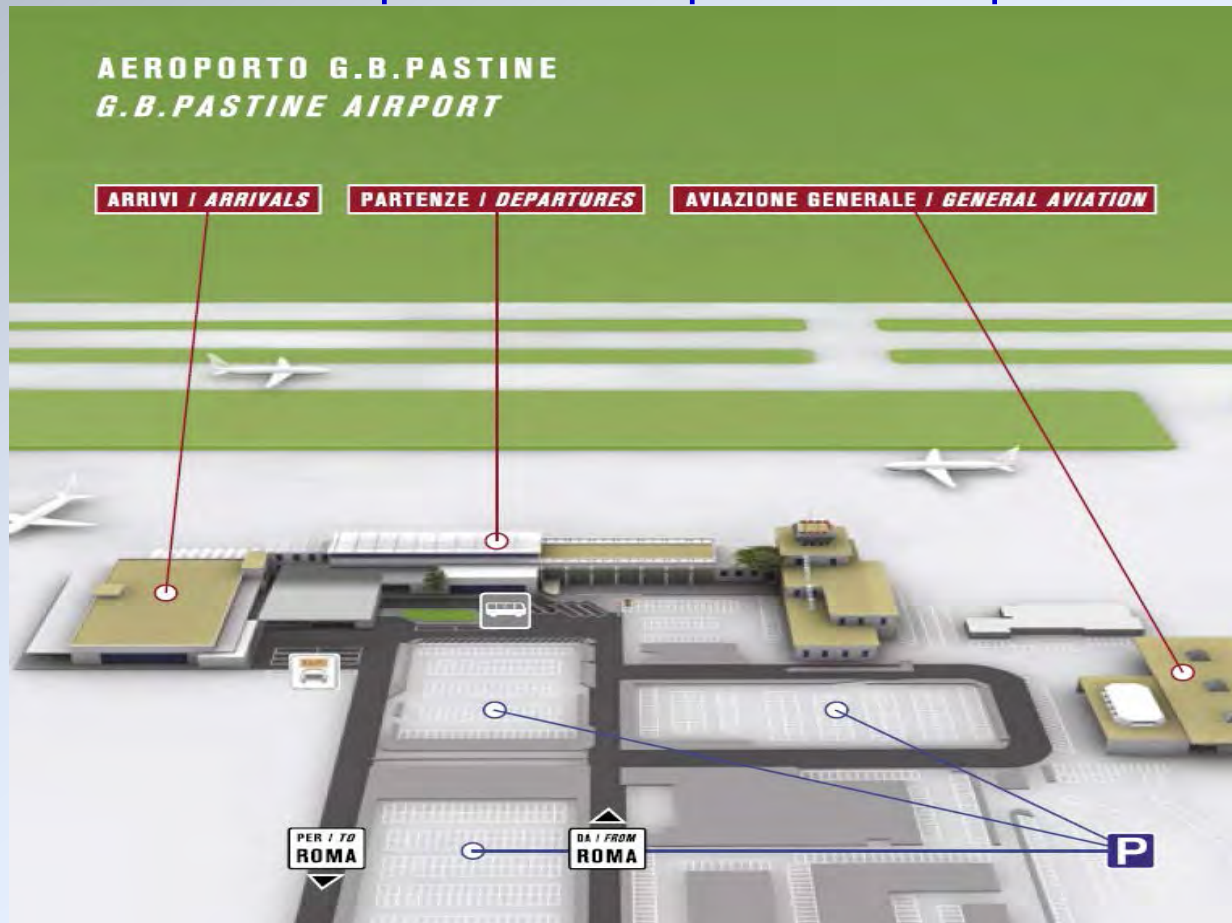 AEROPORTO G.B.PASTINE
G.B.PASTINE AIRPORT
ARRIVI / ARRIVALS
PARTENZE / DEPARTURES
AVIAZIONE GENERALE / GENERAL AVIATION
PER / TO
ROMA
DA / FROM
ROMA
P